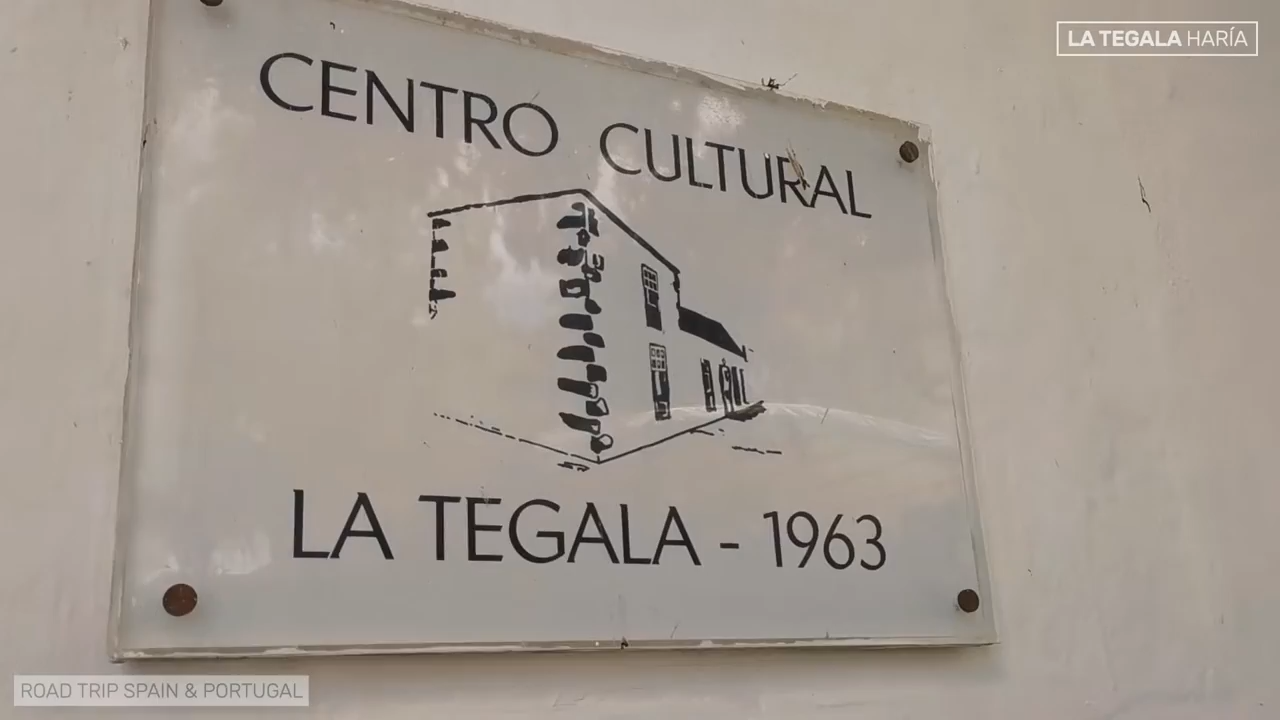 LA TEGALA HARÍA
CENTRO CULTURAL
LA TEGALA - 1963
ROAD TRIP SPAIN & PORTUGAL